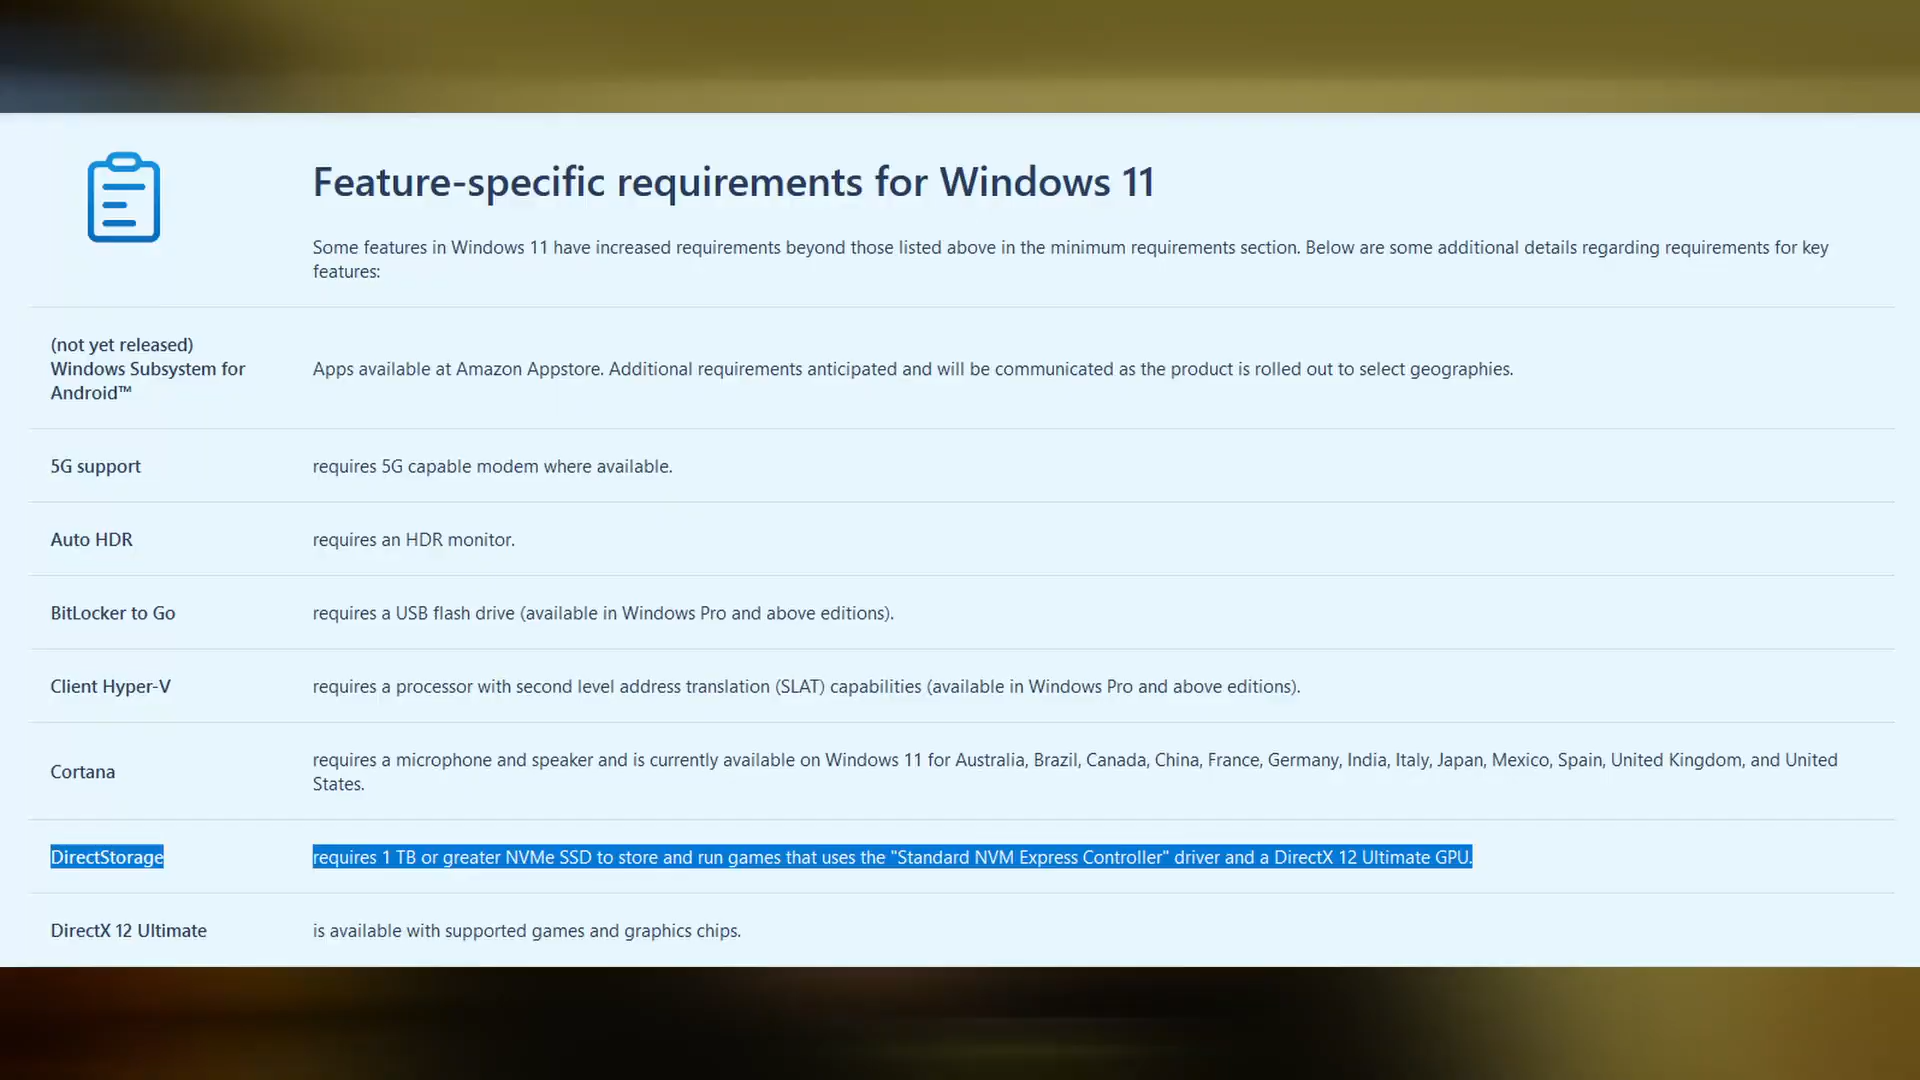 Feature-specific requirements for Windows 11
Some features in Windows 11 have increased requirements beyond those listed above in the minimum requirements section. Below are some additional details regarding requirements for key
features:
(not yet released)
Windows Subsystem for
Android™
Apps available at Amazon Appstore. Additional requirements anticipated and will be communicated as the product is rolled out to select geographies.
5G support
requires 5G capable modem where available.
Auto HDR
requires an HDR monitor.
BitLocker to Go
requires a USB flash drive (available in Windows Pro and above editions).
Client Hyper-V
requires a processor with second level address translation (SLAT) capabilities (available in Windows Pro and above editions).
Cortana
requires a microphone and speaker and is currently available on Windows 11 for Australia, Brazil, Canada, China, France, Germany, India, Italy, Japan, Mexico, Spain, United Kingdom, and United
States.
DirectStorage
requires 1 TB or greater NVMe SSD to store and run games that uses the "Standard NVM Express Controller" driver and a DirectX 12 Ultimate GPU.
DirectX 12 Ultimate
is available with supported games and graphics chips.